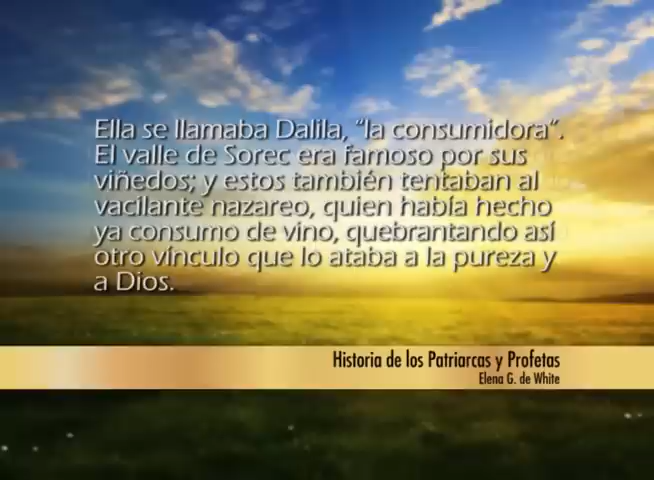 Ella se llamaba Dalila, “la consumidora”.
El valle de Sorec era famoso por sus
viñedos; y estos también tentaban al
vacilante nazareo, quien había hecho
ya consumo de vino, quebrantando así
otro vínculo que lo ataba a la pureza y
a Dios.
Historia de los Patriarcas y Profetas
Elena G. de White